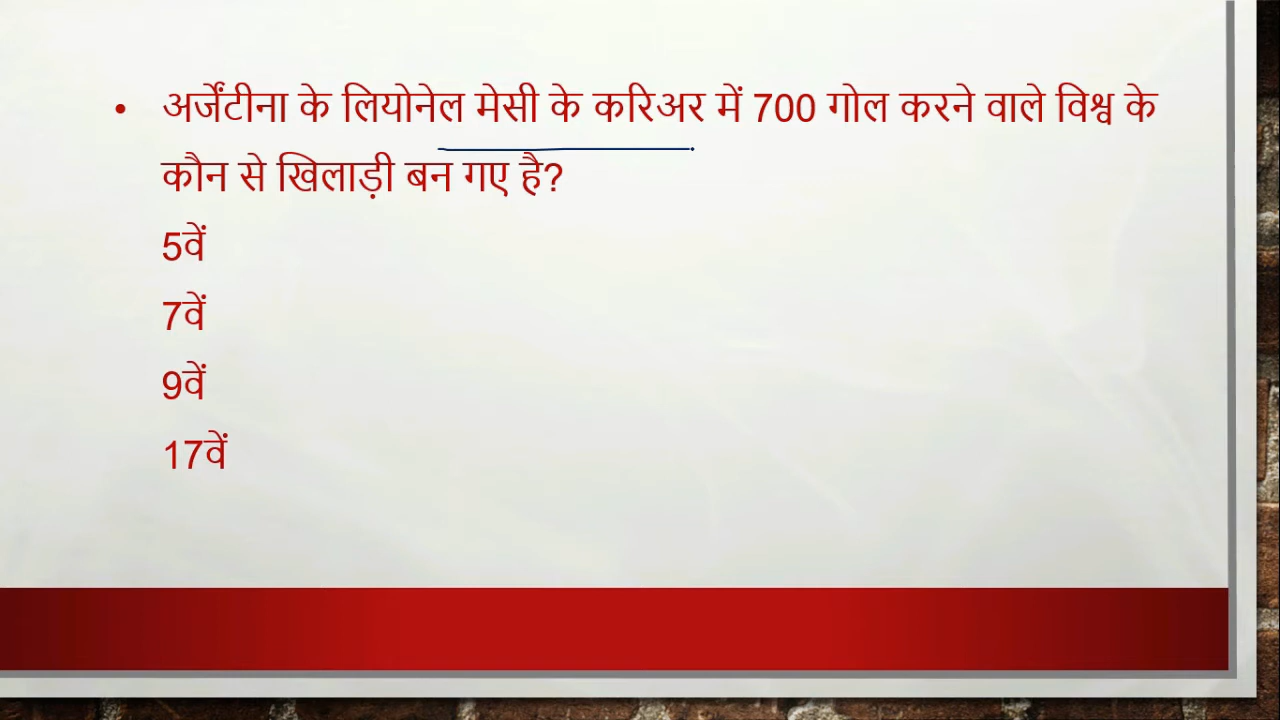 • अर्जेंटीना के लियोनेल मेसी के करिअर में 700 गोल करने वाले विश्व के
कौन से खिलाड़ी बन गए है?
5वें
7वें
9वें
17वें